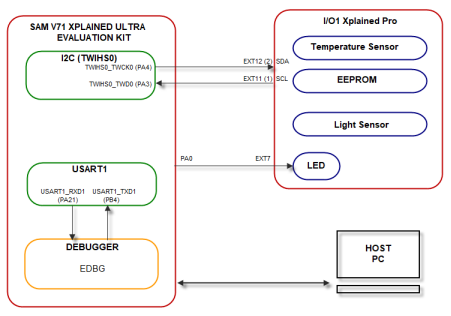 SAM V71 XPLAINED ULTRA
EVALUATION KIT
I2C (TWIHS0)
TWIHS0_TWCK0 (PA4)
TWIHS0_TWD0 (PA3)
EXT12 (2) SDA
EXT11 (1) SCL
I/O1 Xplained Pro
Temperature Sensor
EEPROM
Light Sensor
PA0
EXT7
LED
USART1
USART1_RXD1
(PA21)
USART1_TXD1
(PB4)
DEBUGGER
EDBG
HOST
PC